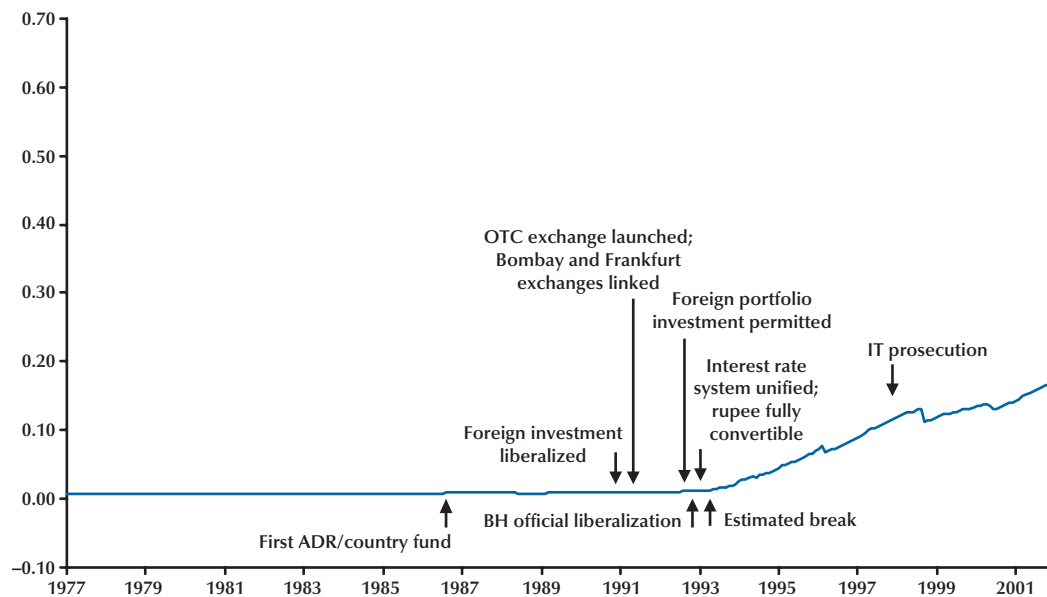 0.70
0.60
0.50
0.40
OTC exchange launched;
Bombay and Frankfurt
exchanges linked
0.30
Foreign portfolio
investment permitted
0.20
IT prosecution
Interest rate
system unified;
rupee fully
convertible
0.10
Foreign investment
liberalized
0.00
BH official liberalization
Estimated break
First ADR/country fund
–0.10
1977 1979 1981 1983 1985 1987 1989 1991 1993 1995 1997 1999 2001